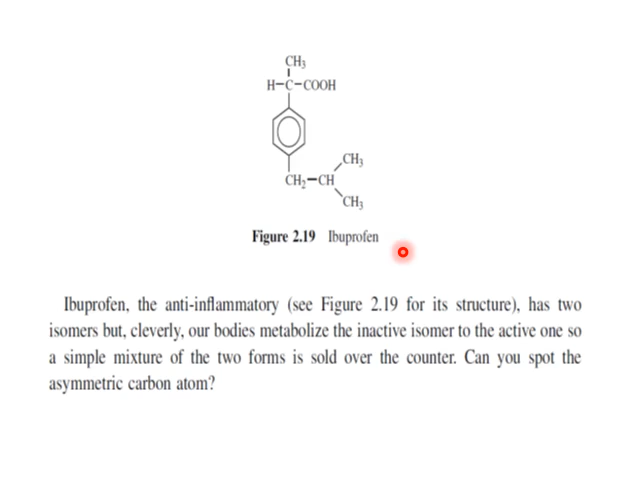 CH₃
H–C–COOH
CH₃
CH₂–CH
CH₃
Figure 2.19 Ibuprofen
Ibuprofen, the anti-inflammatory (see Figure 2.19 for its structure), has two
isomers but, cleverly, our bodies metabolize the inactive isomer to the active one so
a simple mixture of the two forms is sold over the counter. Can you spot the
asymmetric carbon atom?